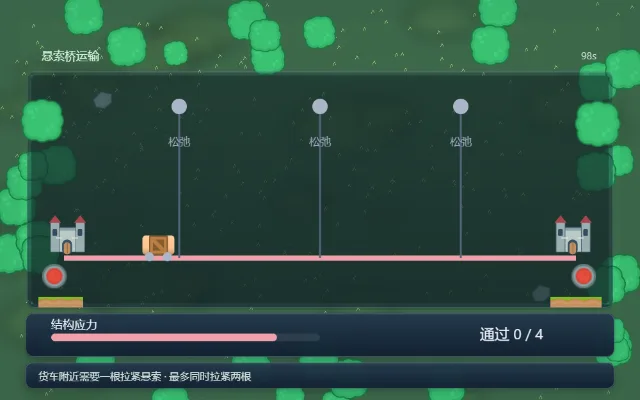 悬索桥运输
98s
松弛 松弛 松弛
结构应力
通过 0 / 4
货车附近需要一根拉紧悬索 · 最多同时拉紧两根